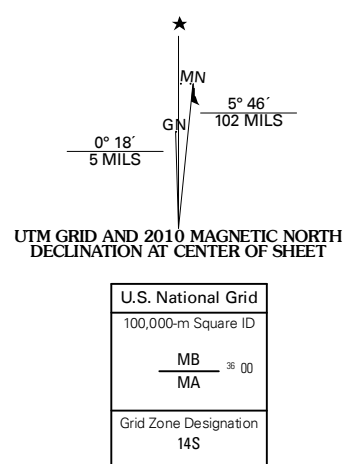 ★
MN
5° 46´
102 MILS
GN
0° 18´
5 MILS
UTM GRID AND 2010 MAGNETIC NORTH
DECLINATION AT CENTER OF SHEET
U.S. National Grid
100,000-m Square ID
MB
36 00
MA
Grid Zone Designation
14S